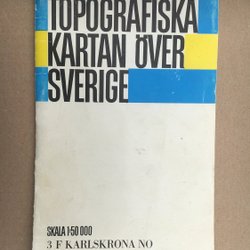 TOPOGRAFISKA
KARTAN ÖVER
SVERIGE
SKALA 1:50 000
3 F KARLSKRONA NO